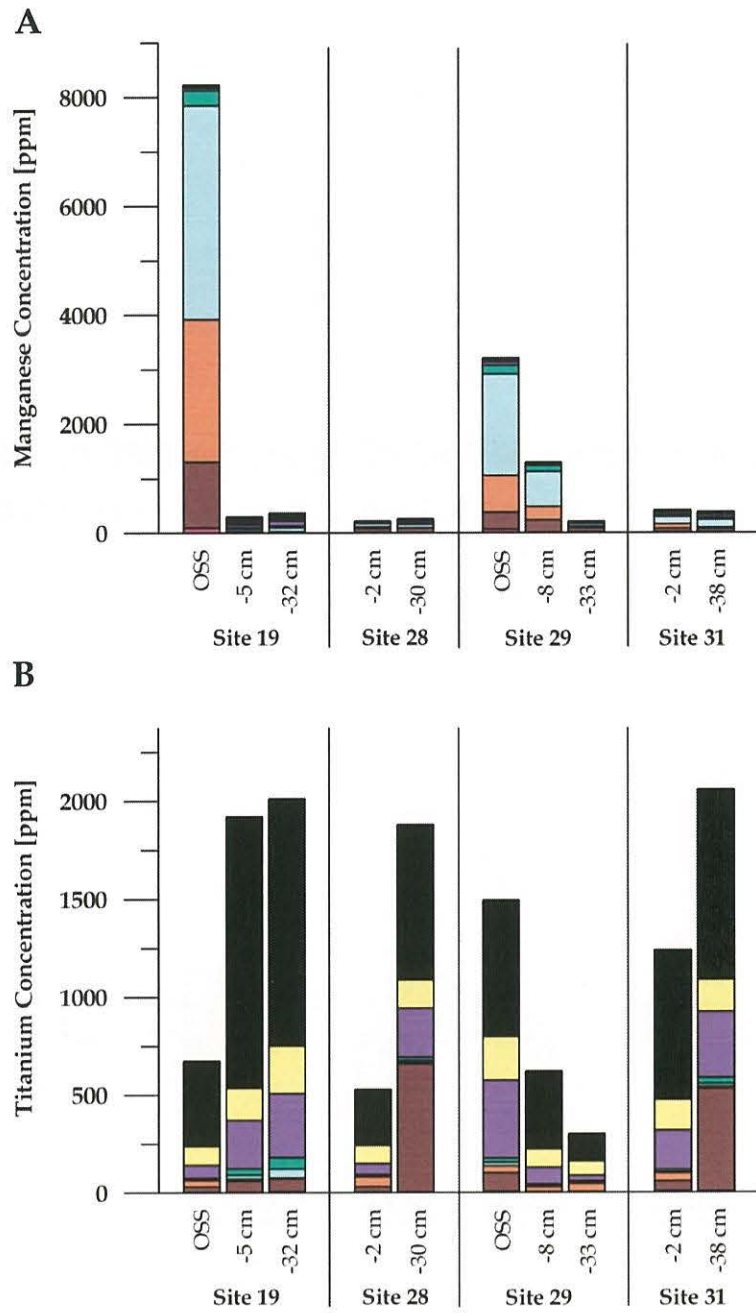 A
Manganese Concentration [ppm]
8000
6000
4000
2000
0
OSS
-5 cm
-32 cm
-2 cm
-30 cm
OSS
-8 cm
-33 cm
-2 cm
-38 cm
Site 19
Site 28
Site 29
Site 31
B
Titanium Concentration [ppm]
2000
1500
1000
500
0
OSS
-5 cm
-32 cm
-2 cm
-30 cm
OSS
-8 cm
-33 cm
-2 cm
-38 cm
Site 19
Site 28
Site 29
Site 31